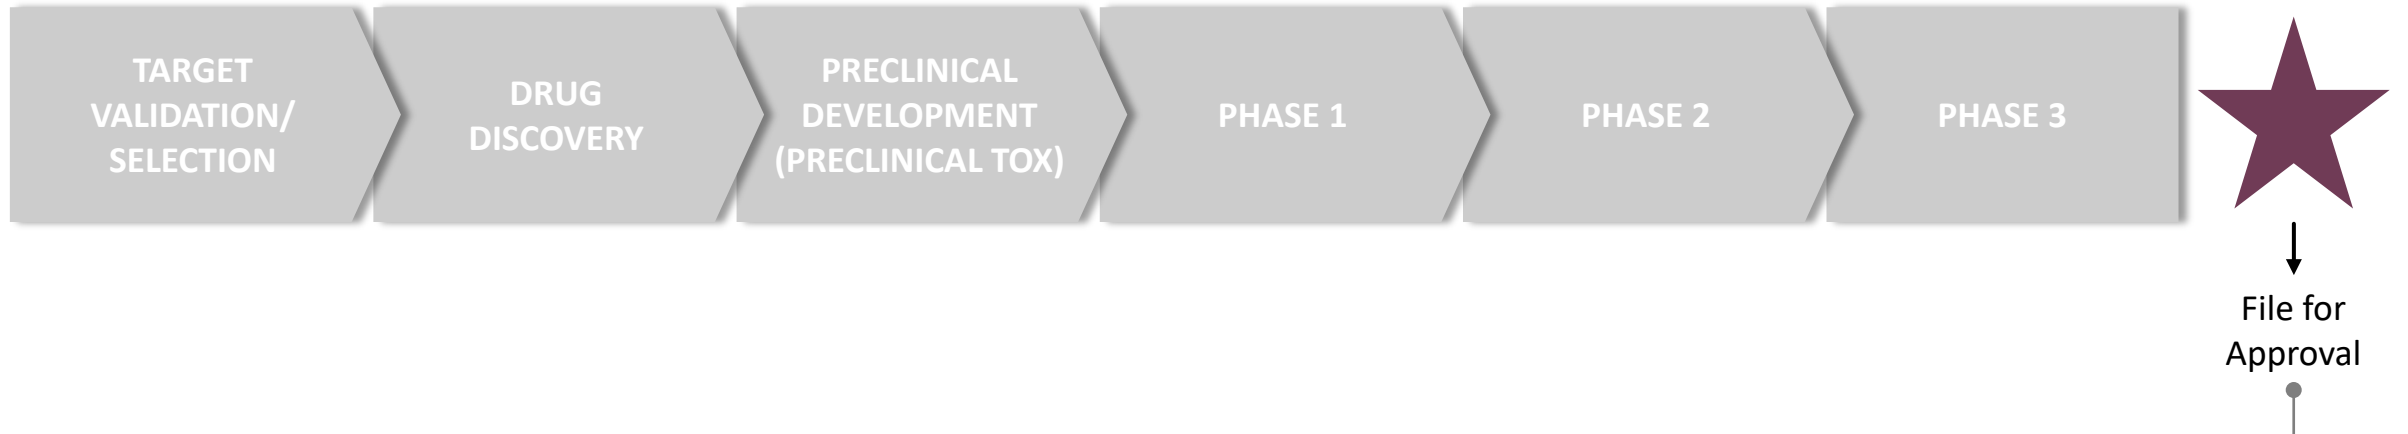 TARGET
VALIDATION/
SELECTION
DRUG
DISCOVERY
PRECLINICAL
DEVELOPMENT
(PRECLINICAL TOX)
PHASE 1
PHASE 2
PHASE 3
File for
Approval